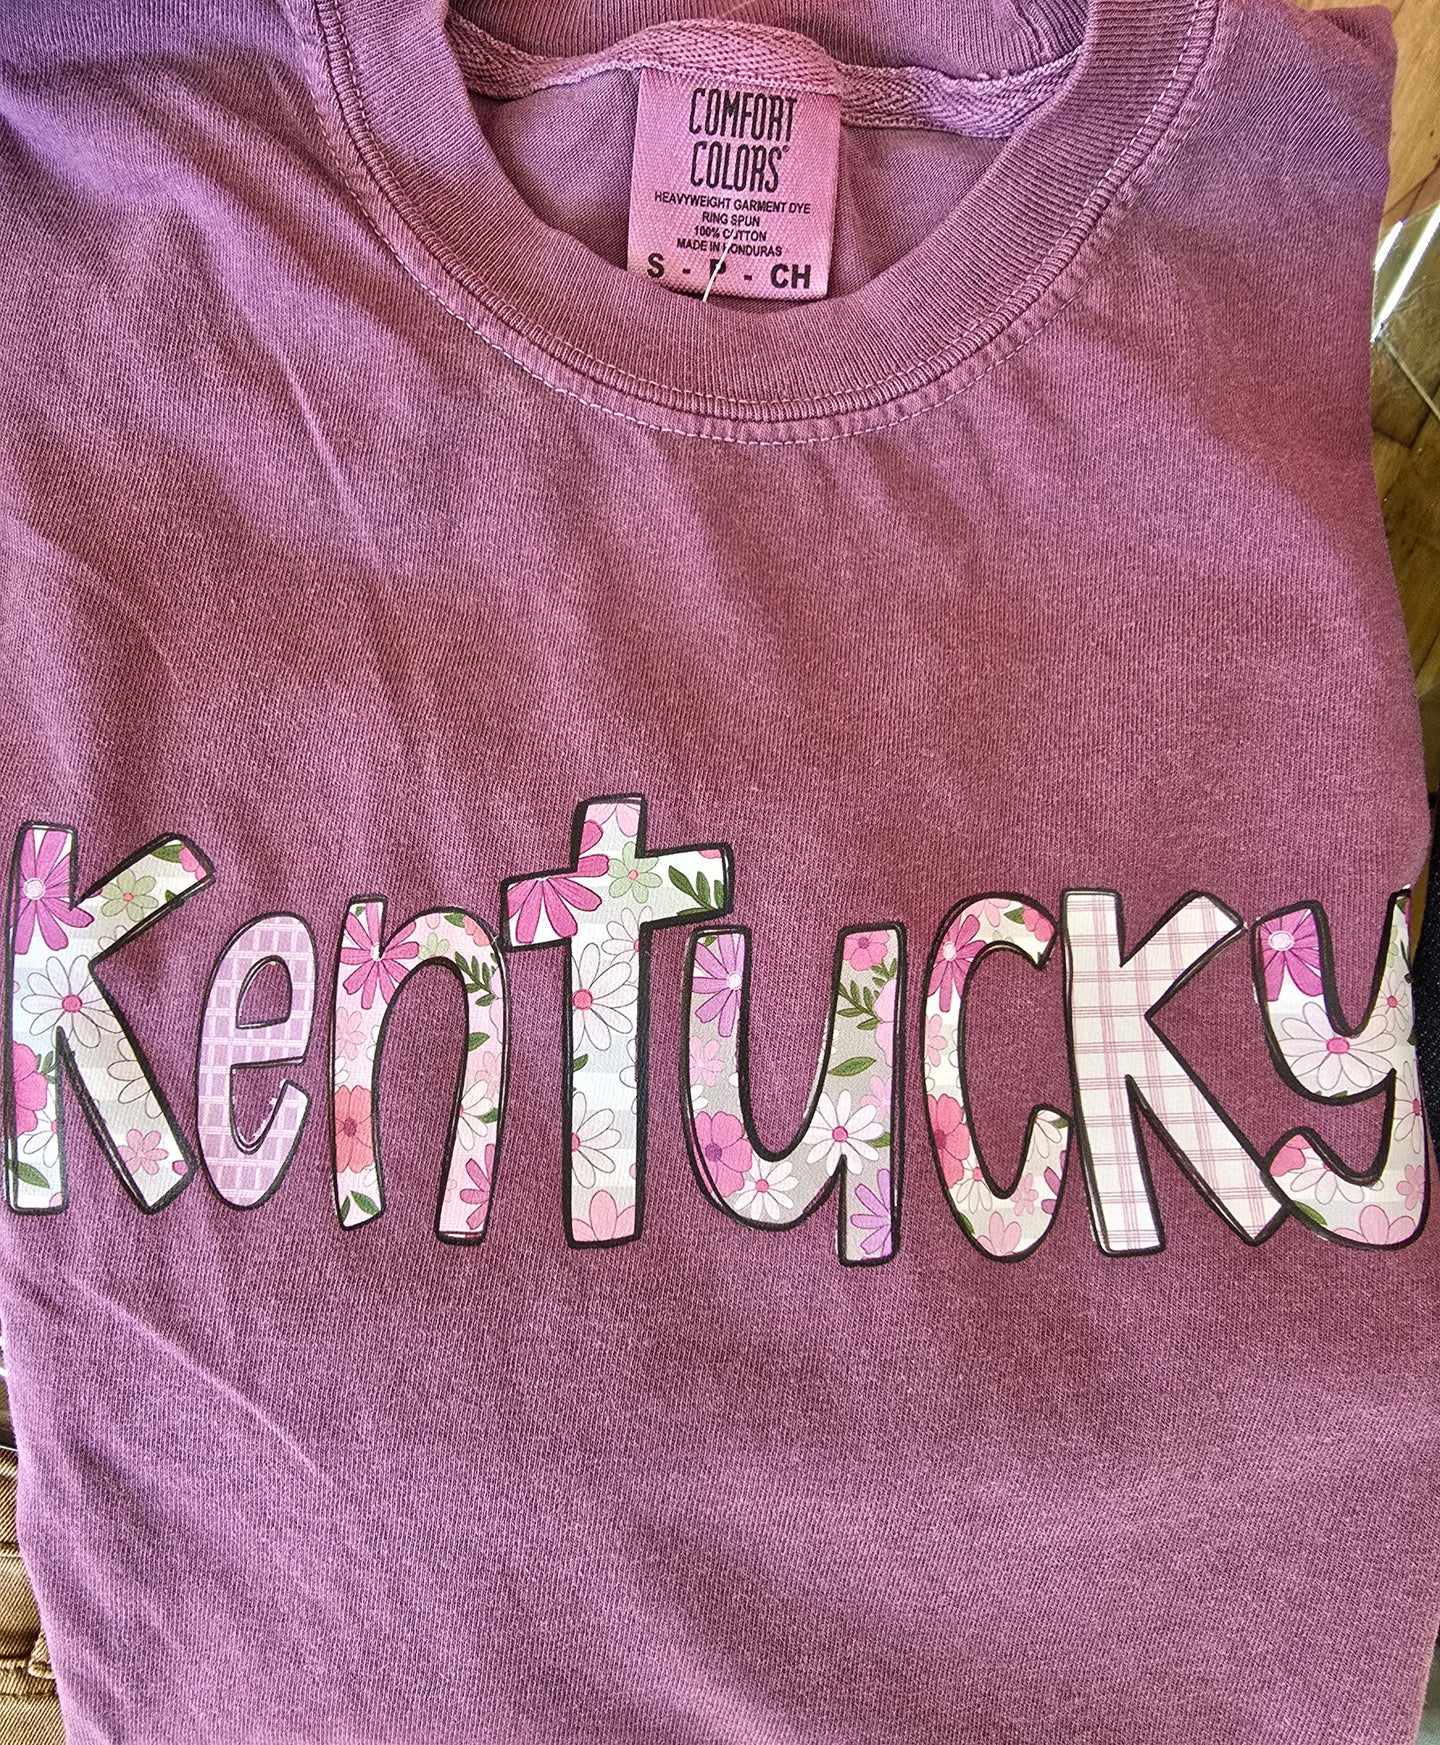 COMFORT
COLORS®
HEAVYWEIGHT GARMENT DYE
RING SPUN
100% COTTON
MADE IN HONDURAS
S - P - CH
Kentucky